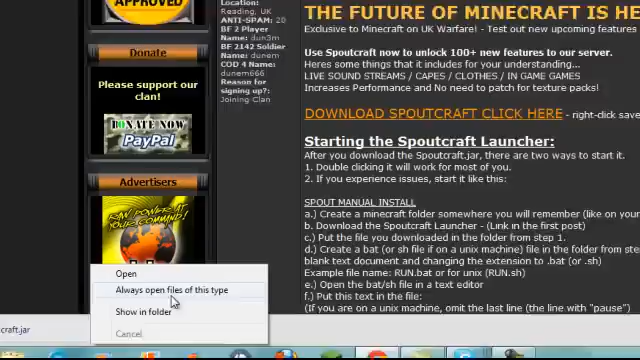 APPROVED
Donate
Please support our
clan!
DONATE NOW
PayPal
Advertisers
RAW POWER AT
YOUR COMMAND!
Location:
Reading, UK
ANTI-SPAM: 20
BF 2 Player
Name:
dun3m
BF 2142 Soldier
Name: dunem
COD 4 Name:
dunem666
Reason for
signing up?:
Joining Clan
THE FUTURE OF MINECRAFT IS HE
Exclusive to Minecraft on UK Warfare! - Test out new upcoming features
Use Spoutcraft now to unlock 100+ new features to our server.
Heres some things that it includes for your understanding...
LIVE SOUND STREAMS / CAPES / CLOTHES / IN GAME GAMES
Increases Performance and No need to patch for texture packs!
DOWNLOAD SPOUTCRAFT CLICK HERE - right-click save
Starting the Spoutcraft Launcher:
After you download the Spoutcraft.jar, there are two ways to start it.
1. Double clicking it will work for most of you.
2. If you experience issues, start it like this:
SPOUT MANUAL INSTALL
a.) Create a minecraft folder somewhere you will remember (like on your
b. Download the Spoutcraft Launcher - (Link in the first post)
c.) Put the file you downloaded in the folder from step 1.
d.) Create a bat (or sh file if on a unix machine) file in the folder from ste
blank text document and changing the extension to .bat (or .sh)
Example file name: RUN.bat or for unix (RUN.sh)
e.) Open the bat/sh file in a text editor
f.) Put this text in the file:
(If you are on a unix machine, omit the last line (the line with "pause")
Open
Always open files of this type
Show in folder
Cancel
craft.jar